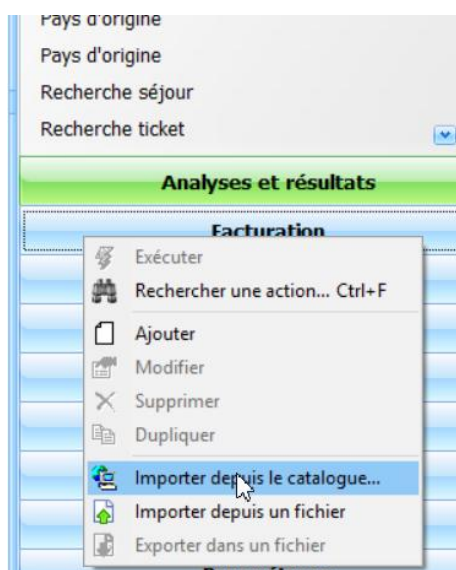 Pays d'origine
Pays d'origine
Recherche séjour
Recherche ticket
Analyses et résultats
Facturation
Exécuter
Rechercher une action... Ctrl+F
Ajouter
Modifier
Supprimer
Dupliquer
Importer depuis le catalogue...
Importer depuis un fichier
Exporter dans un fichier